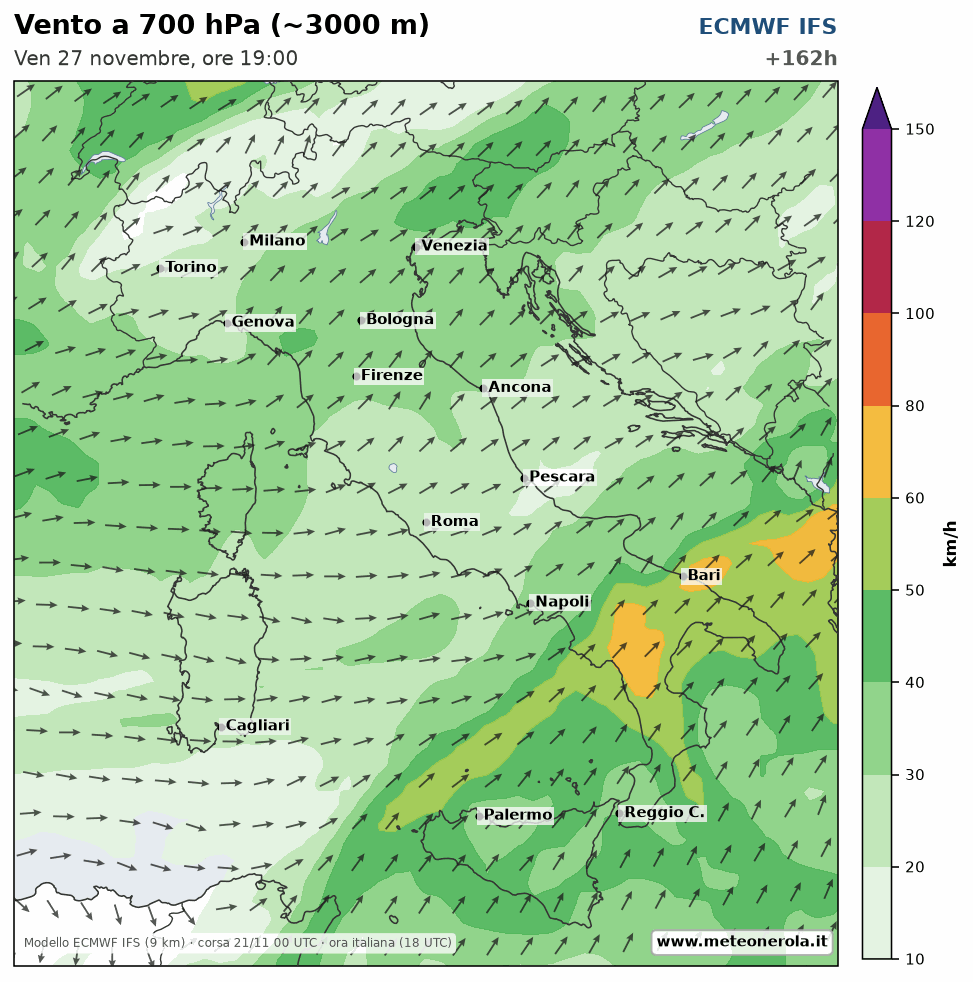 Vento a 700 hPa (~3000 m)
ECMWF IFS
Ven 27 novembre, ore 19:00
+162h
150
120
100
80
60
50
40
30
20
10
km/h
Milano
Venezia
Torino
Genova
Bologna
Firenze
Ancona
Pescara
Roma
Bari
Napoli
Cagliari
Palermo
Reggio C.
Modello ECMWF IFS (9 km) · corsa 21/11 00 UTC · ora italiana (18 UTC)
www.meteonerola.it